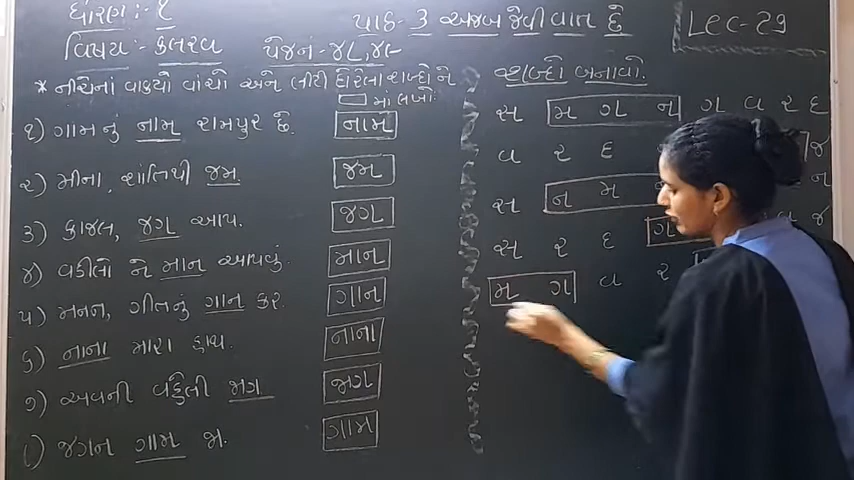 ધોરણ :- ૧
પાઠ- 3 અજબ જેવી વાત છે
Lec-29
વિષય :- કલરવ
પેજનં-૪૮,૪૯
* નીચેનાં વાક્યો વાંચો અને લીટી દોરેલા શબ્દોને
▭ માં લખો.
૧) ગામનું નામ રામપુર છે. નામ
૨) મીના, શાંતિથી જમ. જમ
૩) કાજલ, જગ આપ. જગ
૪) વડીલો ને માન આપવું. માન
૫) મનન, ગીતનું ગાન કર. ગાન
૬) નાના મારા હાથ. નાના
૭) અવની વહેલી જાગ જાગ
૮) જગન ગામ જા. ગામ
શબ્દો બનાવો.
સ મ ગ ન ગ વ ર દ
વ ર દ જ
સ ન મ ન
સ ર દ ગ જ
મ ગ વ ર